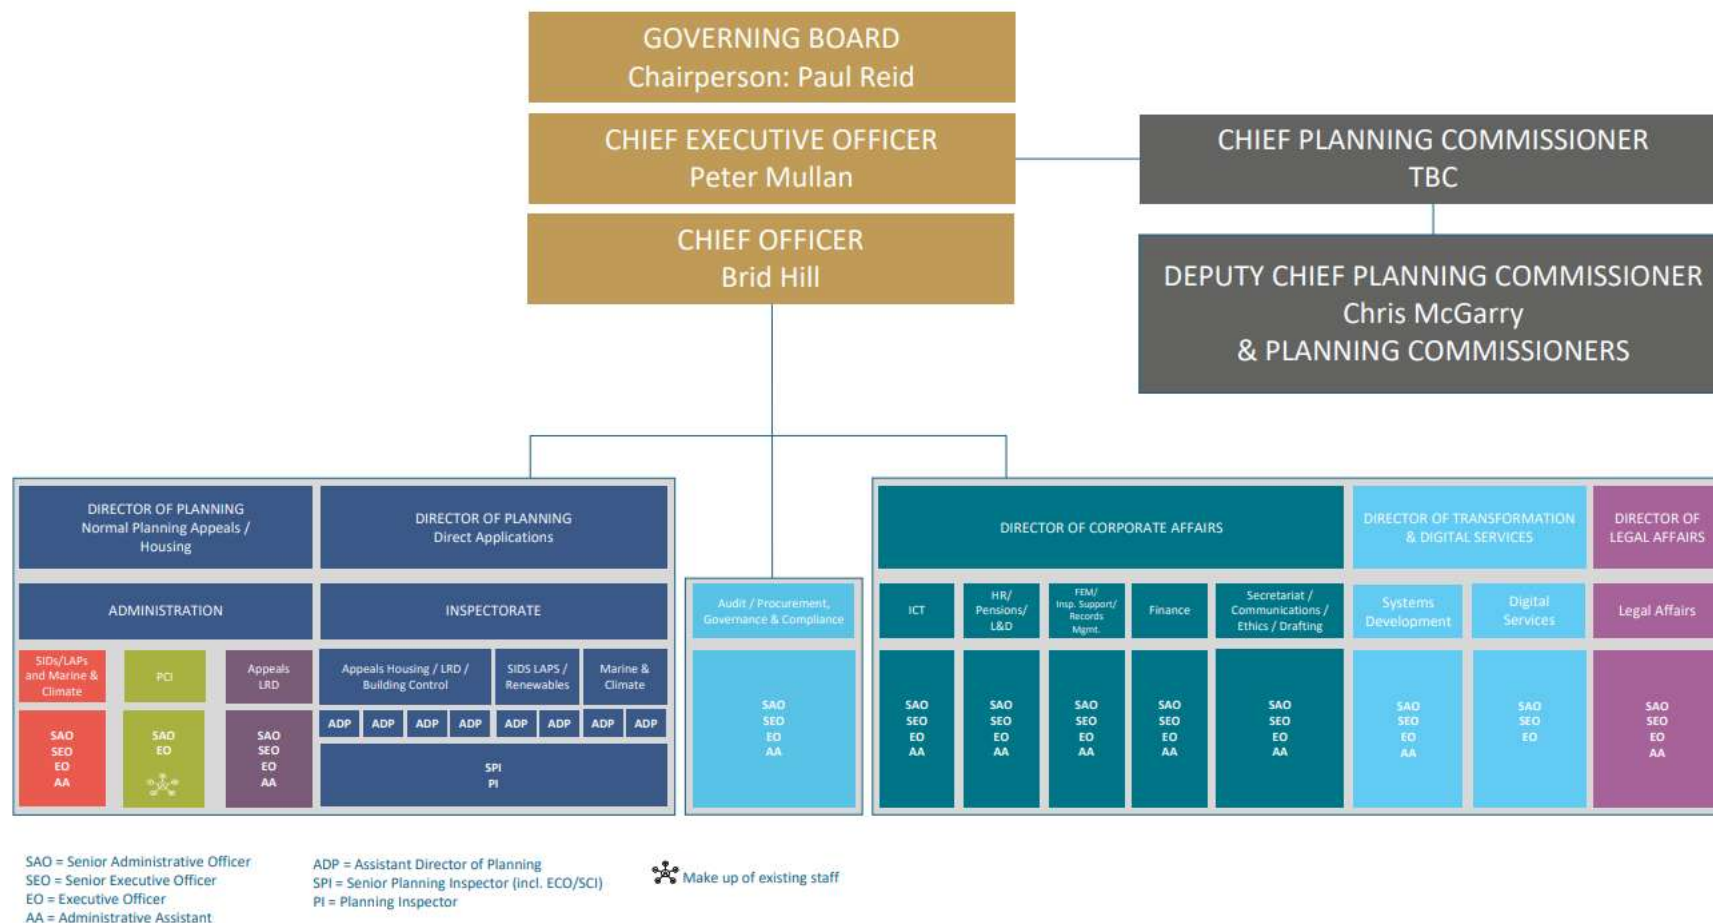 GOVERNING BOARD
Chairperson: Paul Reid
CHIEF EXECUTIVE OFFICER
Peter Mullan
CHIEF PLANNING COMMISSIONER
TBC
CHIEF OFFICER
Brid Hill
DEPUTY CHIEF PLANNING COMMISSIONER
Chris McGarry
& PLANNING COMMISSIONERS
DIRECTOR OF PLANNING
Normal Planning Appeals /
Housing
DIRECTOR OF PLANNING
Direct Applications
DIRECTOR OF CORPORATE AFFAIRS
DIRECTOR OF TRANSFORMATION
& DIGITAL SERVICES
DIRECTOR OF
LEGAL AFFAIRS
ADMINISTRATION
INSPECTORATE
Audit / Procurement,
Governance & Compliance
ICT
HR/
Pensions/
L&D
FEM/
Insp. Support/
Records
Mgmt.
Finance
Secretariat /
Communications /
Ethics / Drafting
Systems
Development
Digital
Services
Legal Affairs
SIDs/LAPs
and Marine &
Climate
PCI
Appeals
LRD
Appeals Housing / LRD /
Building Control
SIDS LAPS /
Renewables
Marine &
Climate
ADP
ADP
ADP
ADP
ADP
ADP
ADP
ADP
SAO
SEO
EO
AA
SAO
EO
SAO
SEO
EO
AA
SPI
PI
SAO
SEO
EO
AA
SAO
SEO
EO
AA
SAO
SEO
EO
AA
SAO
SEO
EO
AA
SAO
SEO
EO
AA
SAO
SEO
EO
AA
SAO
SEO
EO
AA
SAO
SEO
EO
SAO
SEO
EO
AA
SAO = Senior Administrative Officer
SEO = Senior Executive Officer
EO = Executive Officer
AA = Administrative Assistant
ADP = Assistant Director of Planning
SPI = Senior Planning Inspector (incl. ECO/SCI)
PI = Planning Inspector
Make up of existing staff